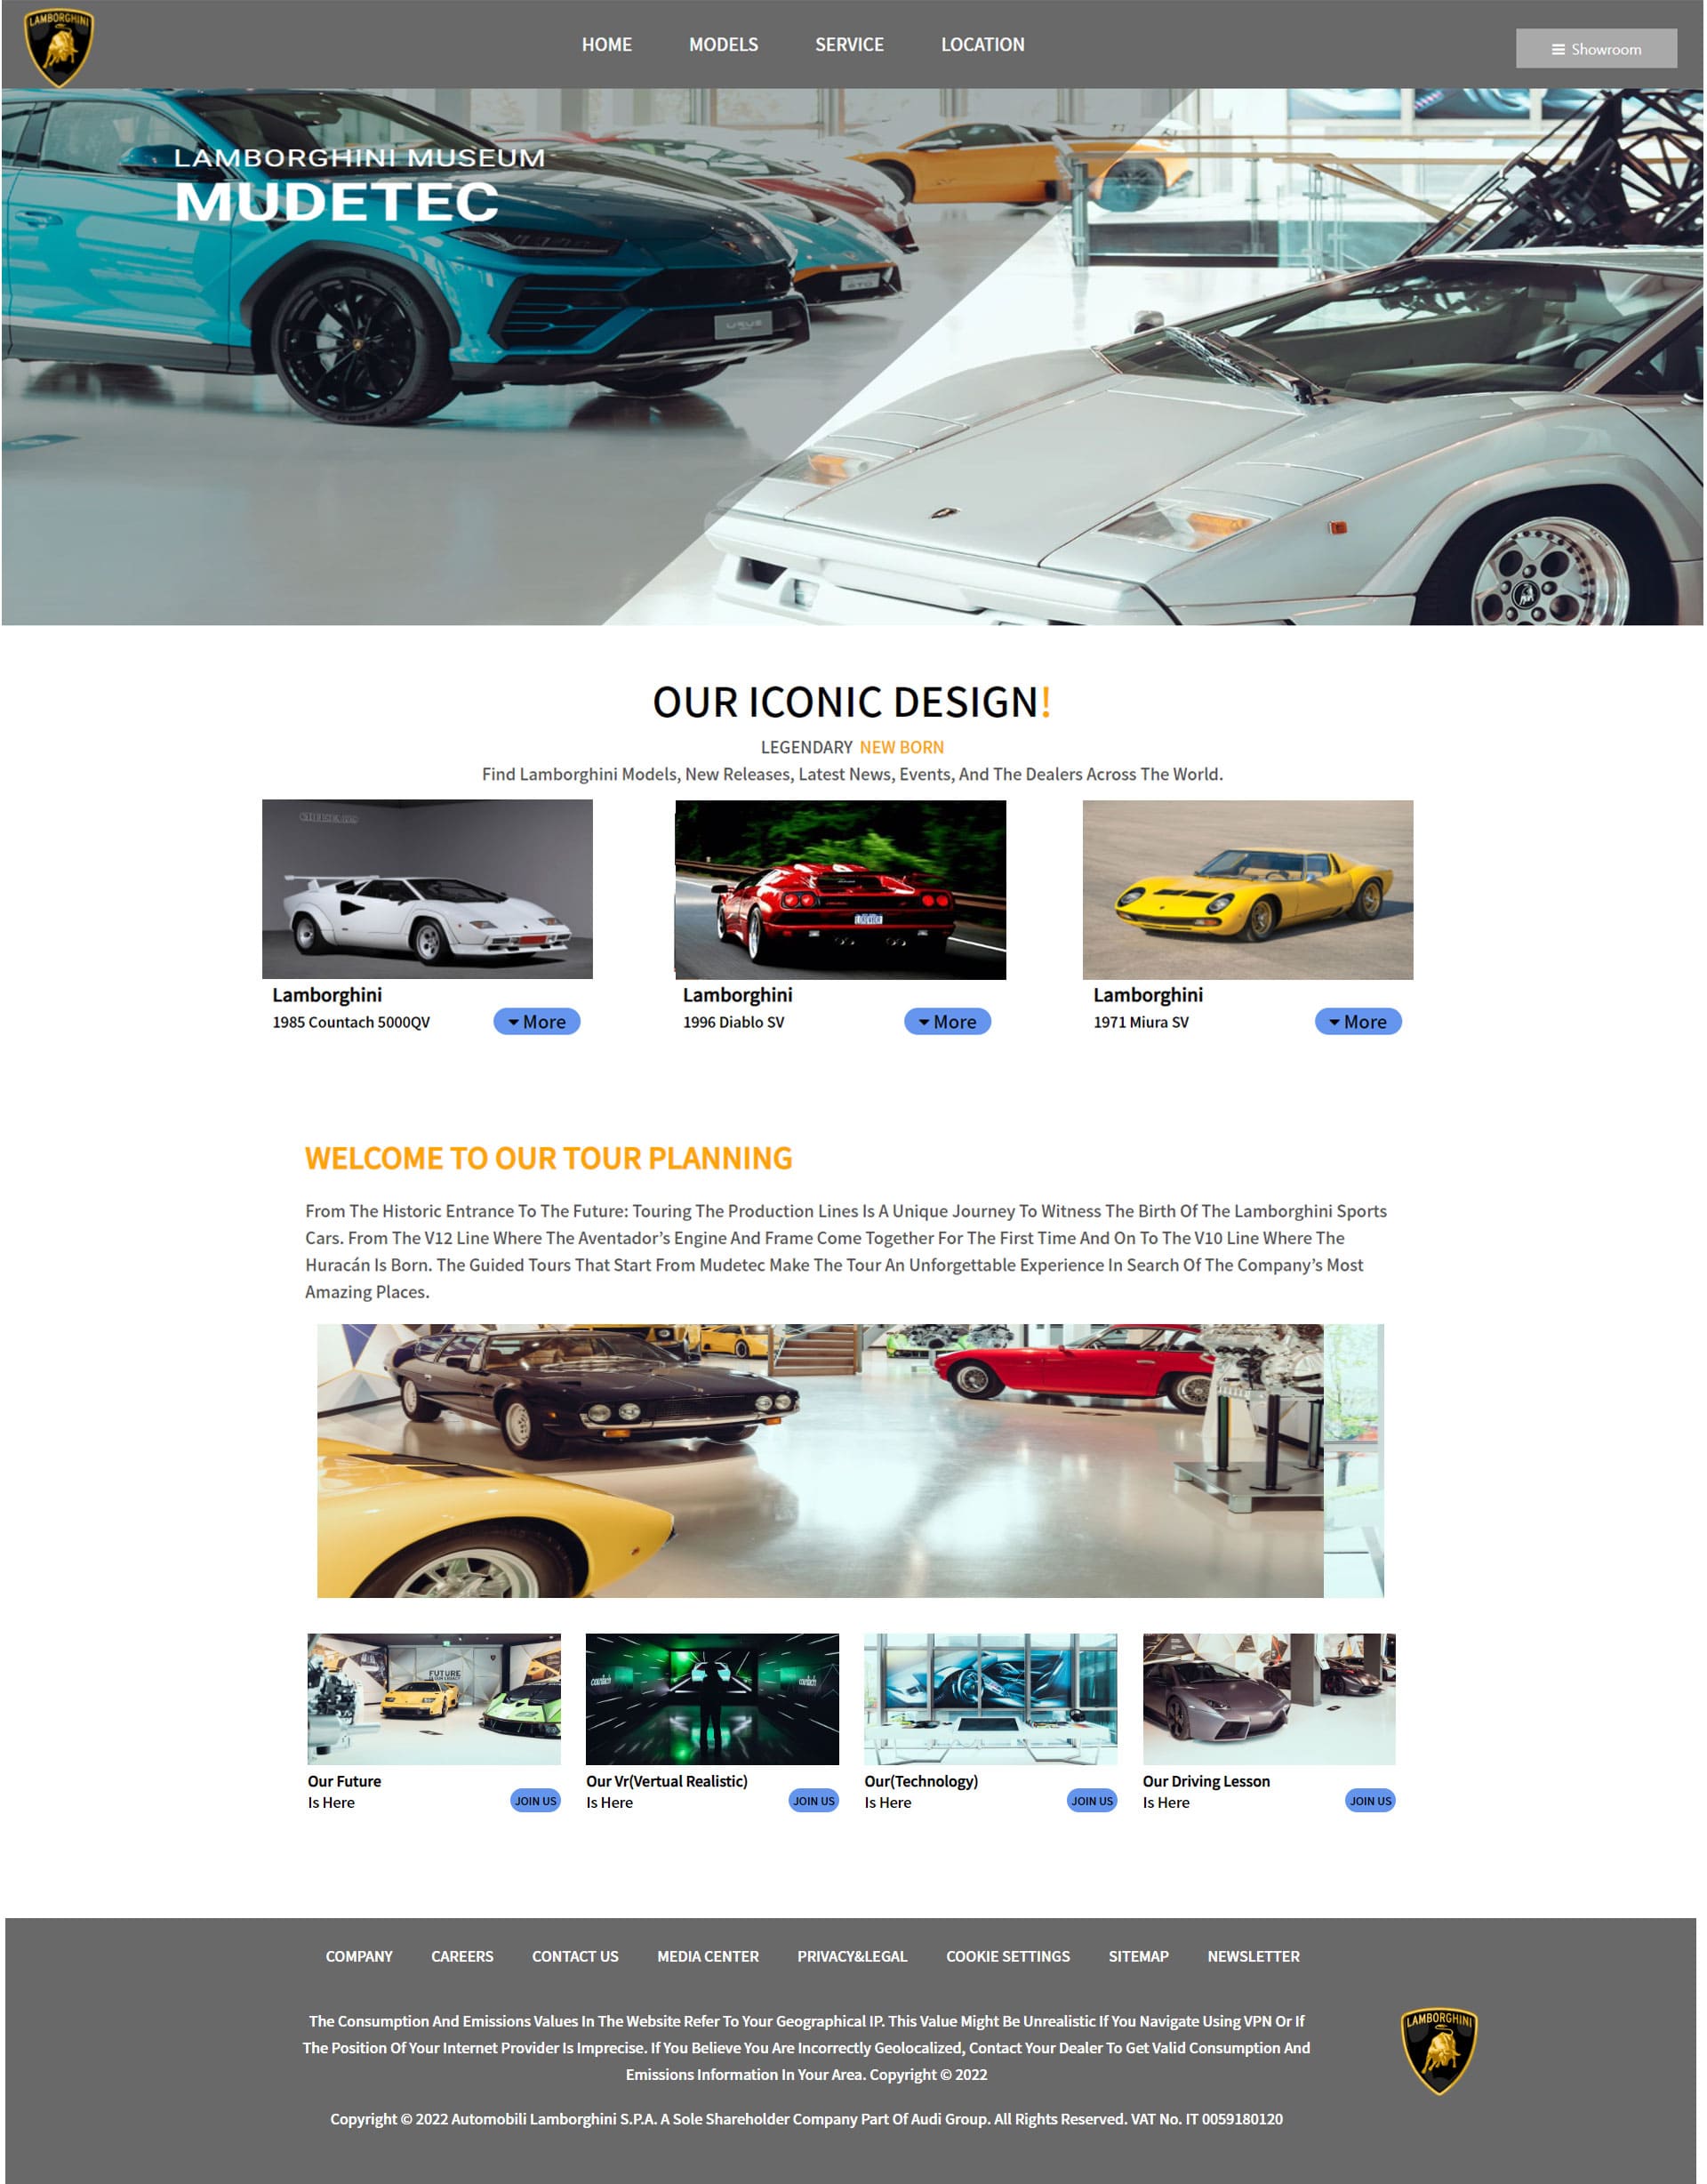 LAMBORGHINI
HOME MODELS SERVICE LOCATION
Showroom
LAMBORGHINI MUSEUM
MUDETEC
GTO
URUS
OUR ICONIC DESIGN!
LEGENDARY NEW BORN
Find Lamborghini Models, New Releases, Latest News, Events, And The Dealers Across The World.
Lamborghini
1985 Countach 5000QV
More
Lamborghini
1996 Diablo SV
More
Lamborghini
1971 Miura SV
More
WELCOME TO OUR TOUR PLANNING
From The Historic Entrance To The Future: Touring The Production Lines Is A Unique Journey To Witness The Birth Of The Lamborghini Sports
Cars. From The V12 Line Where The Aventador’s Engine And Frame Come Together For The First Time And On To The V10 Line Where The
Huracán Is Born. The Guided Tours That Start From Mudetec Make The Tour An Unforgettable Experience In Search Of The Company’s Most
Amazing Places.
FUTURE
Our Future
Is Here
JOIN US
Our Vr(Vertual Realistic)
Is Here
JOIN US
Our(Technology)
Is Here
JOIN US
Our Driving Lesson
Is Here
JOIN US
COMPANY CAREERS CONTACT US MEDIA CENTER PRIVACY&LEGAL COOKIE SETTINGS SITEMAP NEWSLETTER
The Consumption And Emissions Values In The Website Refer To Your Geographical IP. This Value Might Be Unrealistic If You Navigate Using VPN Or If
The Position Of Your Internet Provider Is Imprecise. If You Believe You Are Incorrectly Geolocalized, Contact Your Dealer To Get Valid Consumption And
Emissions Information In Your Area. Copyright © 2022
LAMBORGHINI
Copyright © 2022 Automobili Lamborghini S.P.A. A Sole Shareholder Company Part Of Audi Group. All Rights Reserved. VAT No. IT 0059180120